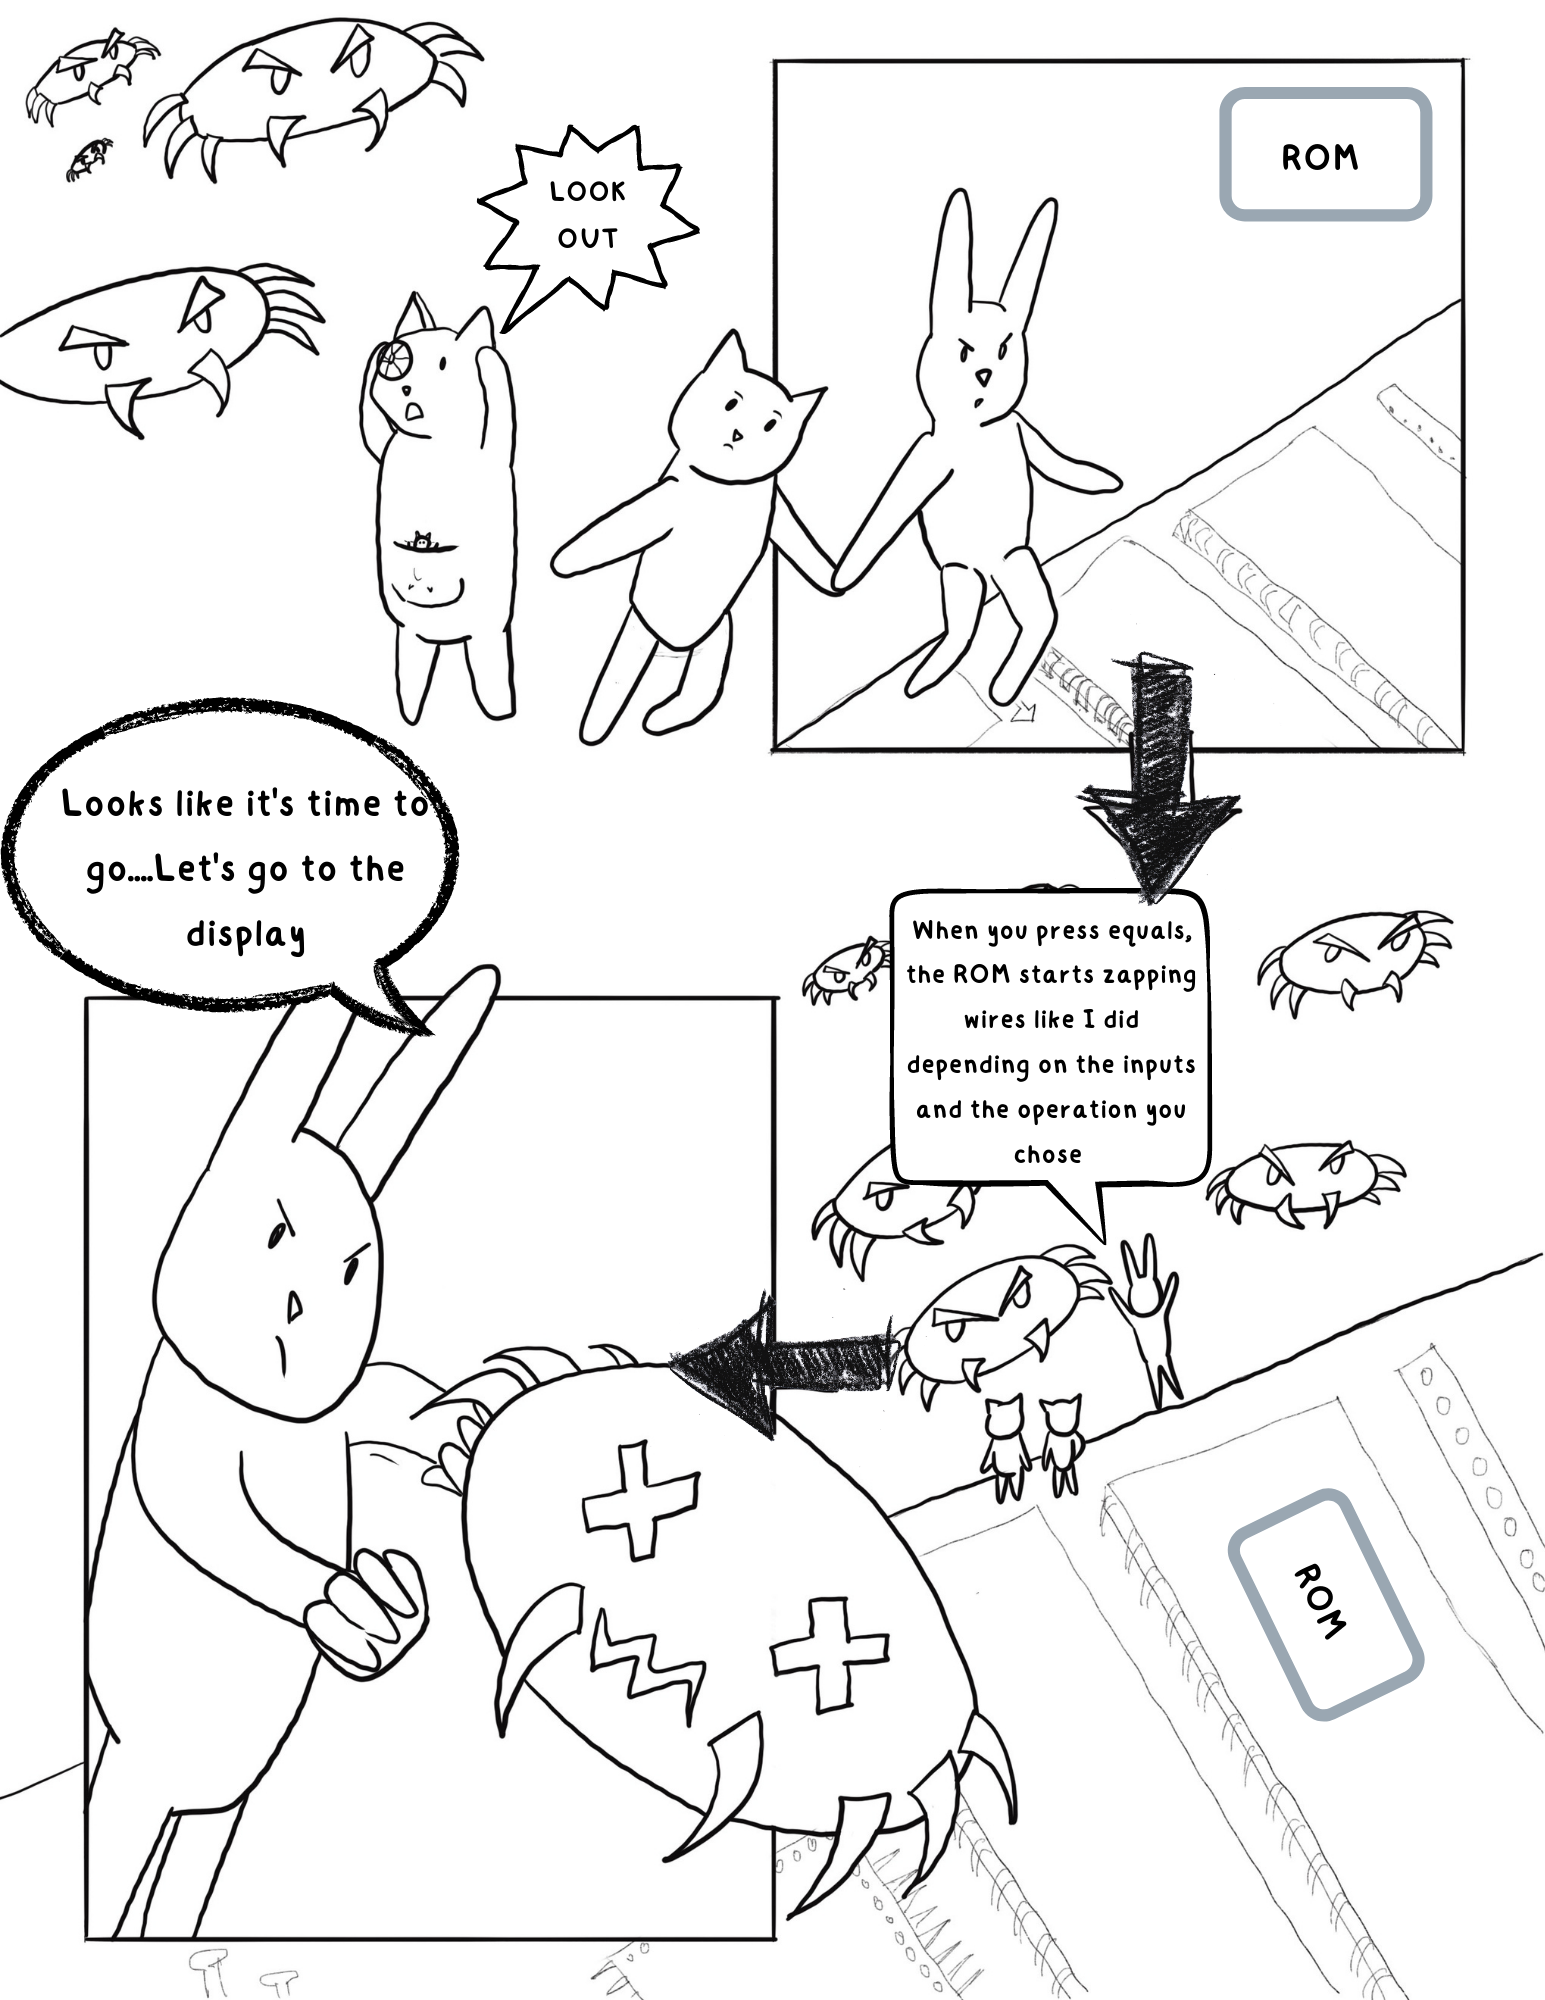 LOOK
OUT
ROM
When you press equals,
the ROM starts zapping
wires like I did
depending on the inputs
and the operation you
chose
ROM
Looks like it's time to
go....Let's go to the
display